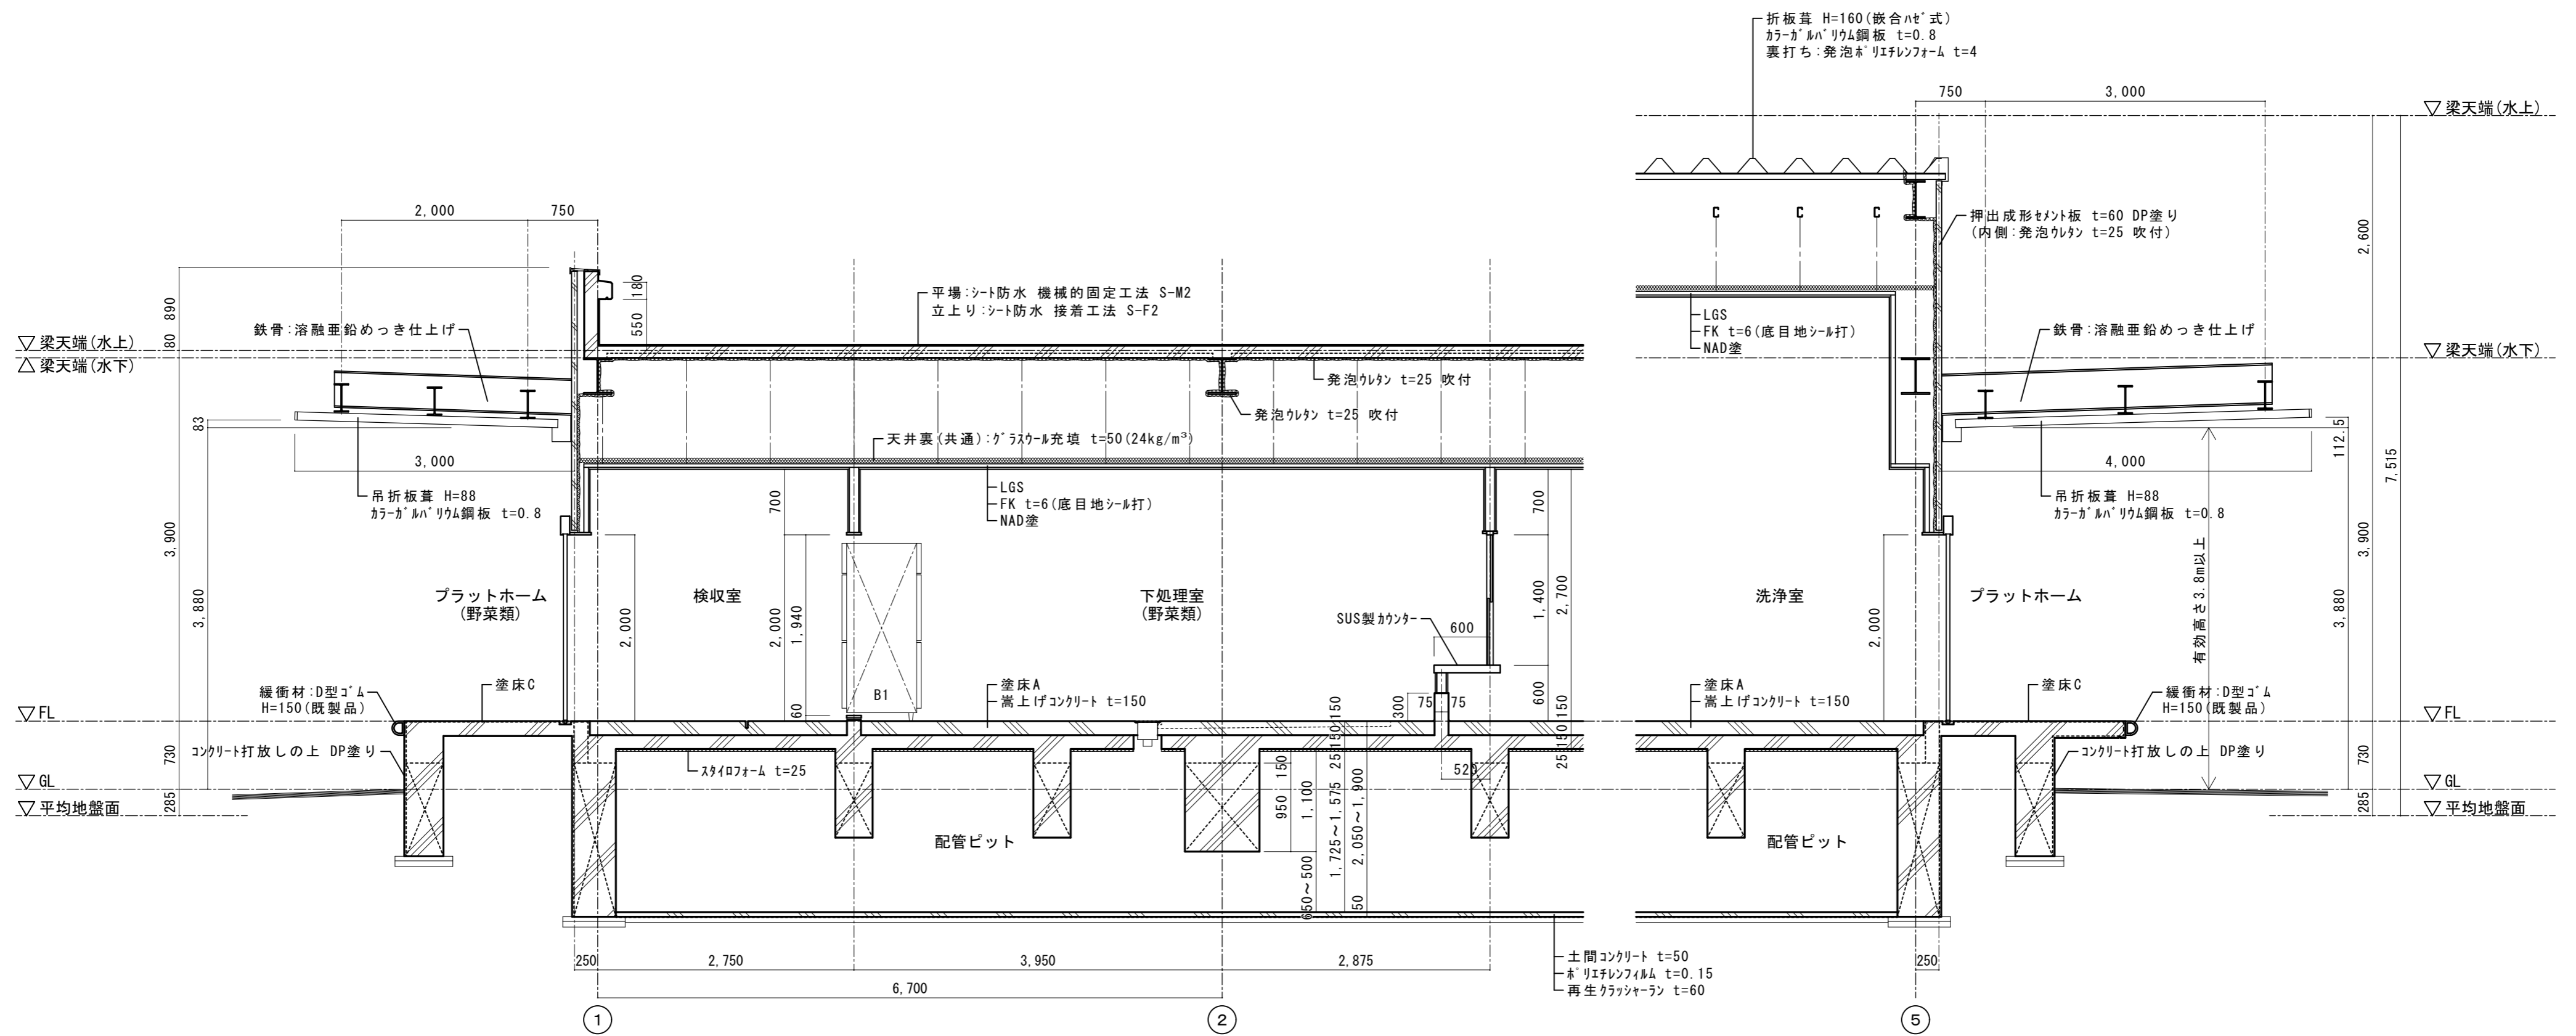 折板葺 H=160(嵌合ﾊｾﾞ式)
ｶﾗｰｶﾞﾙﾊﾞﾘｳﾑ鋼板 t=0.8
裏打ち:発泡ﾎﾟﾘｴﾁﾚﾝﾌｫｰﾑ t=4
750
3,000
▽梁天端(水上)
▽梁天端(水上)
2,000
750
押出成形ｾﾒﾝﾄ板 t=60 DP塗り
(内側:発泡ｳﾚﾀﾝ t=25 吹付)
2,600
180
550
890
80
平場:ｼｰﾄ防水 機械的固定工法 S-M2
立上り:ｼｰﾄ防水 接着工法 S-F2
鉄骨:溶融亜鉛めっき仕上げ
LGS
FK t=6(底目地ｼｰﾙ打)
NAD塗
鉄骨:溶融亜鉛めっき仕上げ
▽梁天端(水上)
△梁天端(水下)
▽梁天端(水下)
発泡ｳﾚﾀﾝ t=25 吹付
発泡ｳﾚﾀﾝ t=25 吹付
83
天井裏(共通):ｸﾞﾗｽｳｰﾙ充填 t=50(24kg/m³)
112.5
3,000
4,000
7,515
吊折板葺 H=88
ｶﾗｰｶﾞﾙﾊﾞﾘｳﾑ鋼板 t=0.8
LGS
FK t=6(底目地ｼｰﾙ打)
NAD塗
700
700
吊折板葺 H=88
ｶﾗｰｶﾞﾙﾊﾞﾘｳﾑ鋼板 t=0.8
3,900
3,900
プラットホーム
(野菜類)
検収室
下処理室
(野菜類)
洗浄室
プラットホーム
3,880
2,000
2,000
1,940
60
SUS製ｶｳﾝﾀｰ
600
1,400
2,700
600
2,000
有効高さ3.8m以上
3,880
緩衝材:D型ｺﾞﾑ
H=150(既製品)
塗床C
B1
塗床A
嵩上げコンクリート t=150
300
75
75
塗床A
嵩上げコンクリート t=150
塗床C
緩衝材:D型ｺﾞﾑ
H=150(既製品)
▽FL
▽FL
150
150
25
150
150
25
ｺﾝｸﾘｰﾄ打放しの上 DP塗り
730
ｽﾀｲﾛﾌｫｰﾑ t=25
520
ｺﾝｸﾘｰﾄ打放しの上 DP塗り
730
▽GL
▽GL
285
285
▽平均地盤面
▽平均地盤面
150
950
1,100
650～500
1,725～1,575
2,050～1,900
50
配管ピット
配管ピット
土間ｺﾝｸﾘｰﾄ t=50
ﾎﾟﾘｴﾁﾚﾝﾌｨﾙﾑ t=0.15
再生ｸﾗｯｼｬｰﾗﾝ t=60
250
2,750
3,950
2,875
250
6,700
1
2
5